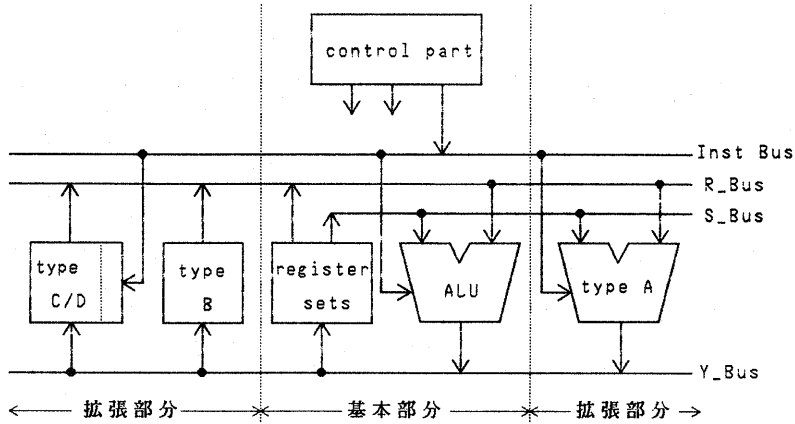 control part
Inst Bus
R_Bus
S_Bus
type
C/D
type
B
register
sets
ALU
type A
Y_Bus
拡張部分
基本部分
拡張部分